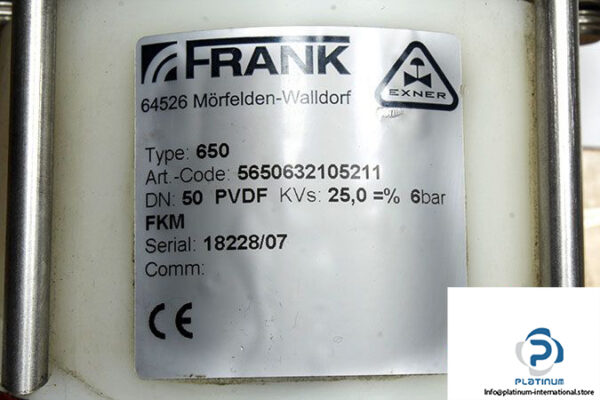 FRANK
EXNER
64526 Mörfelden-Walldorf
Type: 650
Art.-Code: 5650632105211
DN: 50 PVDF KVs: 25,0 =% 6bar
FKM
Serial: 18228/07
Comm:
CE
PLATINUM
Info@platinum-international.store